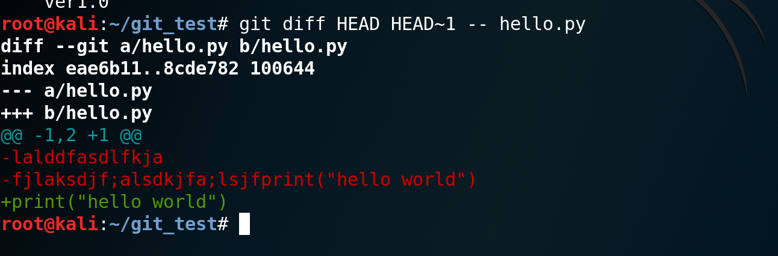 ver1.0
root@kali:~/git_test# git diff HEAD HEAD~1 -- hello.py
diff --git a/hello.py b/hello.py
index eae6b11..8cde782 100644
--- a/hello.py
+++ b/hello.py
@@ -1,2 +1 @@
-lalddfasdlfkja
-fjlaksdjf;alsdkjfa;lsjfprint("hello world")
+print("hello world")
root@kali:~/git_test#